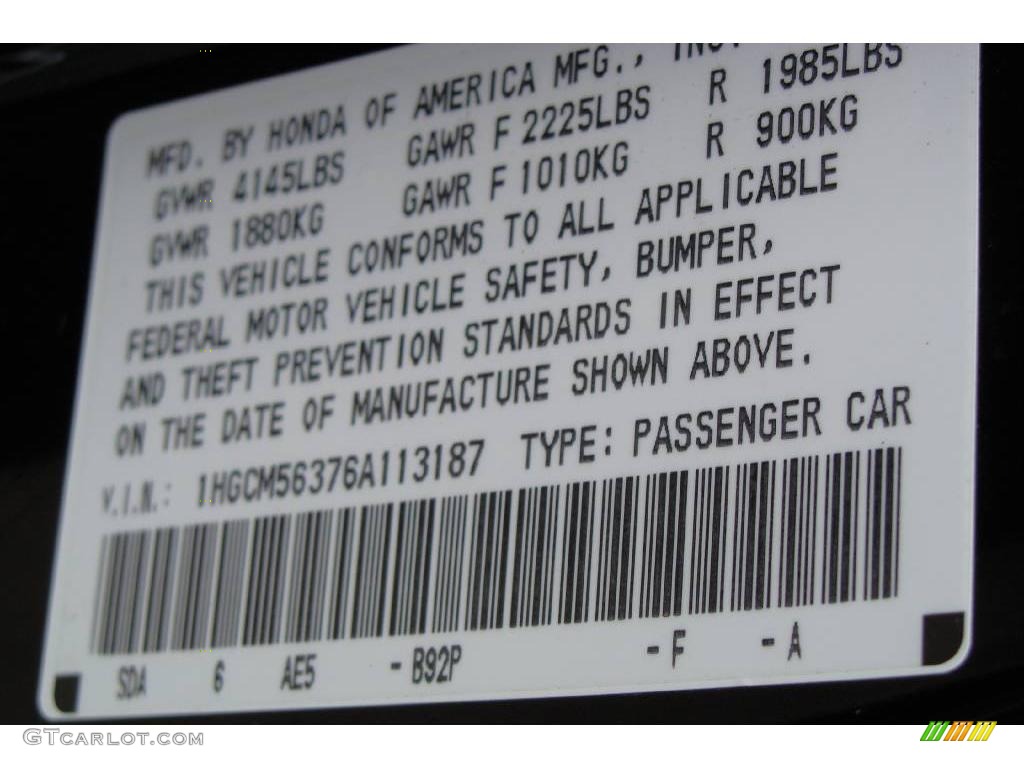 MFD. BY HONDA OF AMERICA MFG., INC.
GVWR 4145LBS GAWR F 2225LBS R 1985LBS
GVWR 1880KG GAWR F 1010KG R 900KG
THIS VEHICLE CONFORMS TO ALL APPLICABLE
FEDERAL MOTOR VEHICLE SAFETY, BUMPER,
AND THEFT PREVENTION STANDARDS IN EFFECT
ON THE DATE OF MANUFACTURE SHOWN ABOVE.
V.I.N.: 1HGCM56376A113187 TYPE: PASSENGER CAR
SDA 6 AE5 - B92P - F - A
GTCARLOT.COM